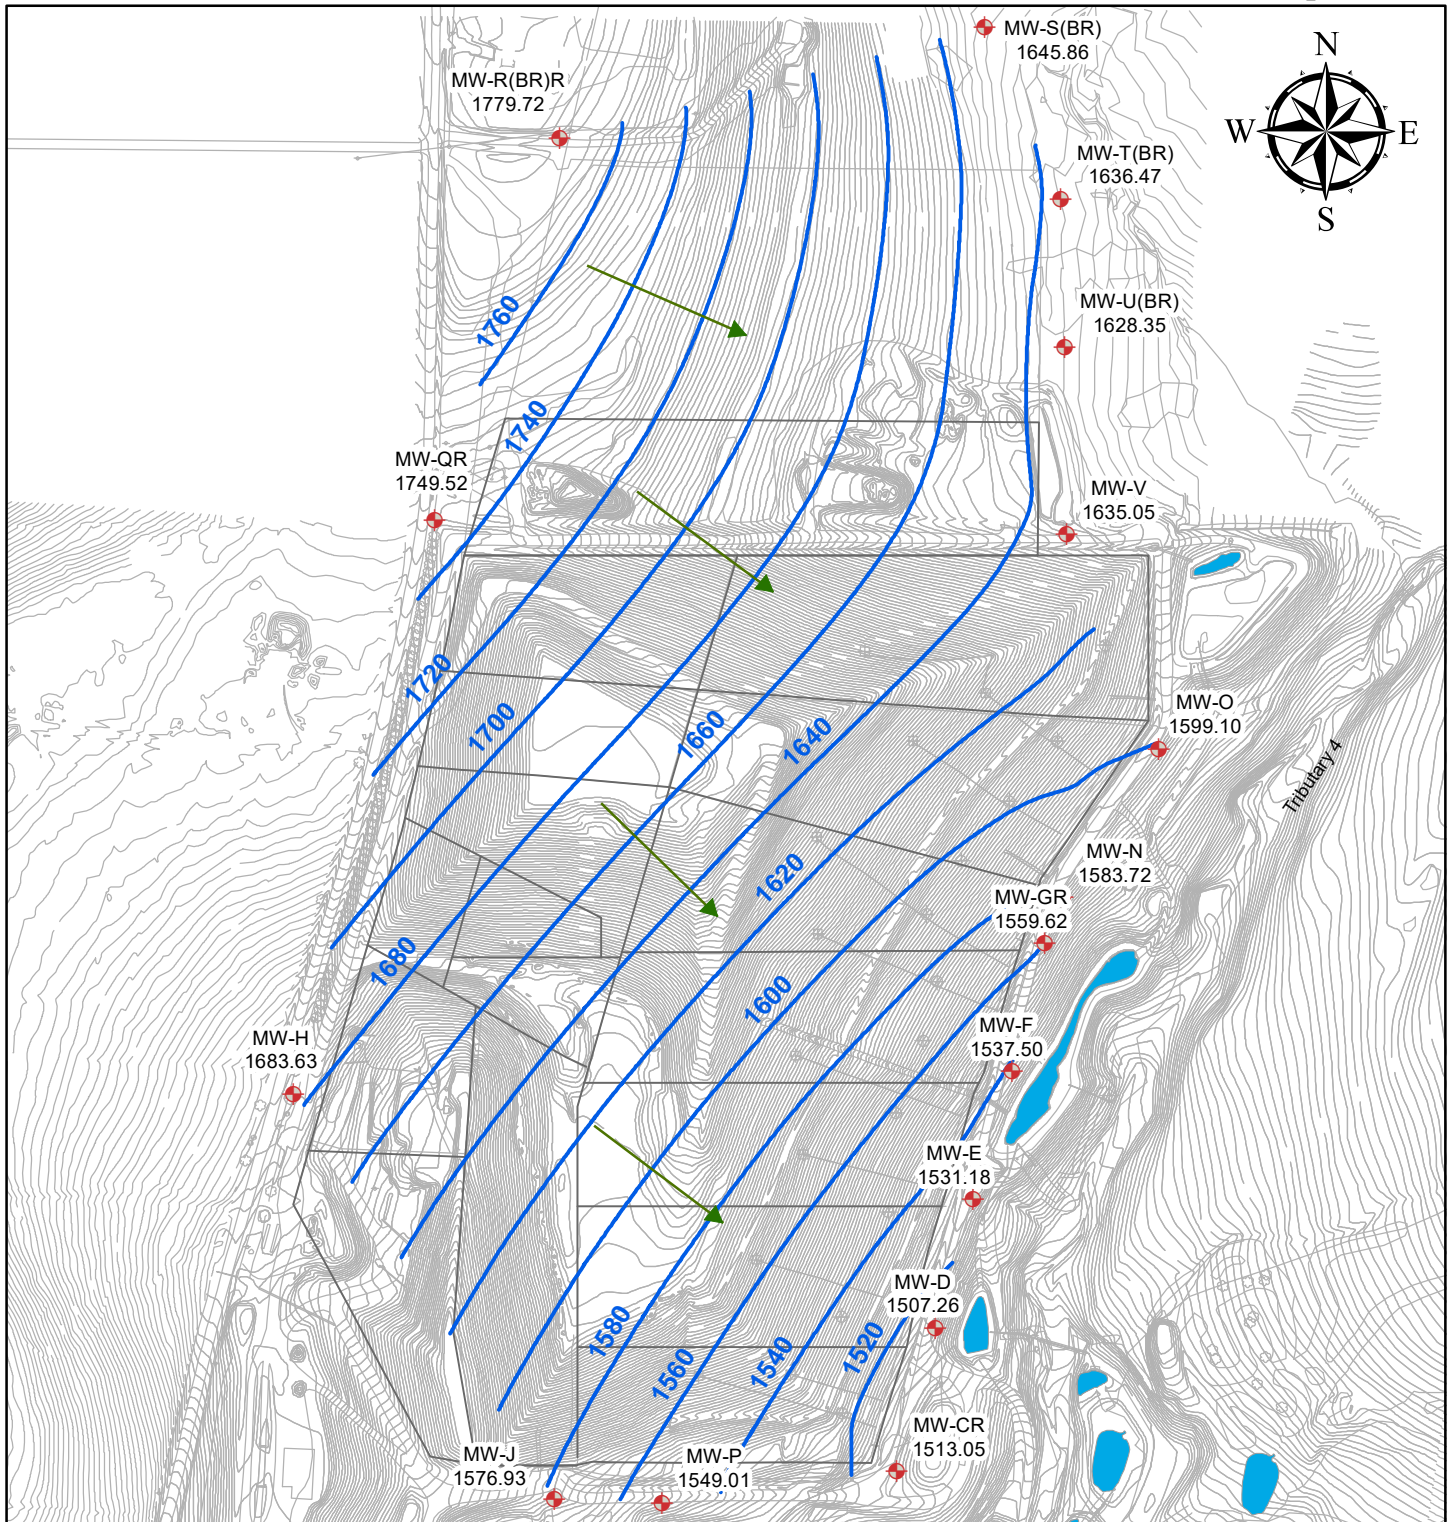 MW-S(BR)
1645.86
N
W
E
S
MW-R(BR)R
1779.72
MW-T(BR)
1636.47
MW-U(BR)
1628.35
1760
1740
MW-QR
1749.52
MW-V
1635.05
1720
1700
1660
1640
MW-O
1599.10
Tributary 4
1620
MW-N
1583.72
MW-GR
1559.62
1680
1600
MW-F
1537.50
MW-H
1683.63
MW-E
1531.18
MW-D
1507.26
1580
1560
1540
1520
MW-CR
1513.05
MW-J
1576.93
MW-P
1549.01